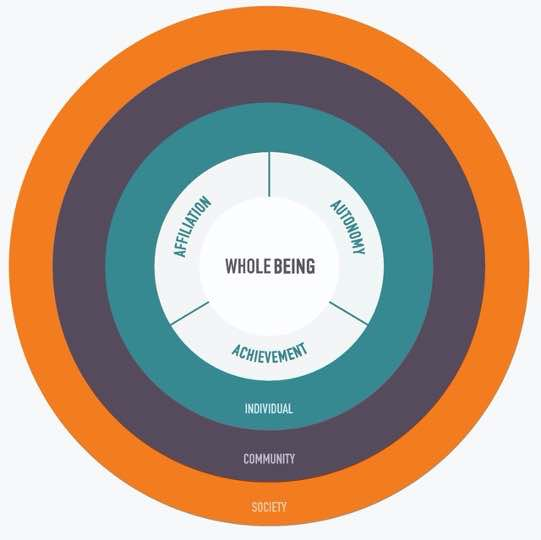 AFFILIATION
AUTONOMY
WHOLE BEING
ACHIEVEMENT
INDIVIDUAL
COMMUNITY
SOCIETY